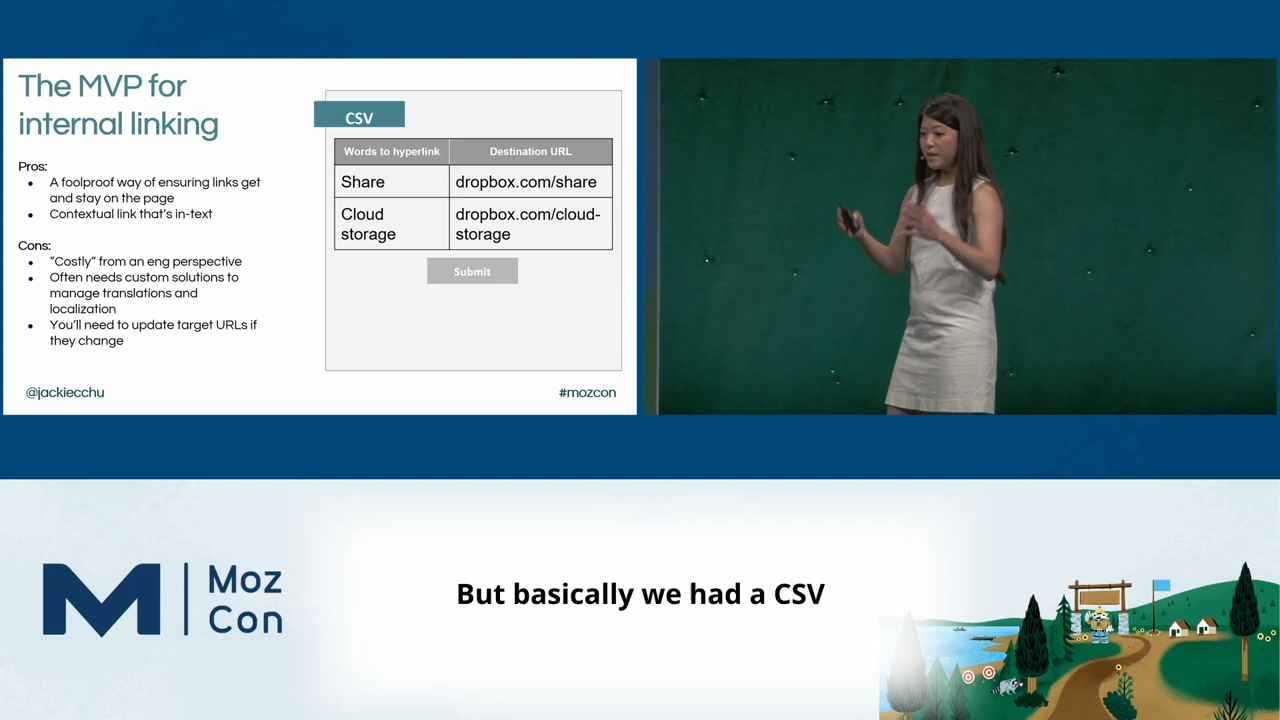 The MVP for
internal linking
Pros:
● A foolproof way of ensuring links get
and stay on the page
● Contextual link that's in-text
Cons:
● “Costly” from an eng perspective
● Often needs custom solutions to
manage translations and
localization
● You'll need to update target URLs if
they change
CSV
Words to hyperlink Destination URL
Share dropbox.com/share
Cloud storage dropbox.com/cloud-
storage
Submit
@jackiecchu
#mozcon
Moz
Con
But basically we had a CSV